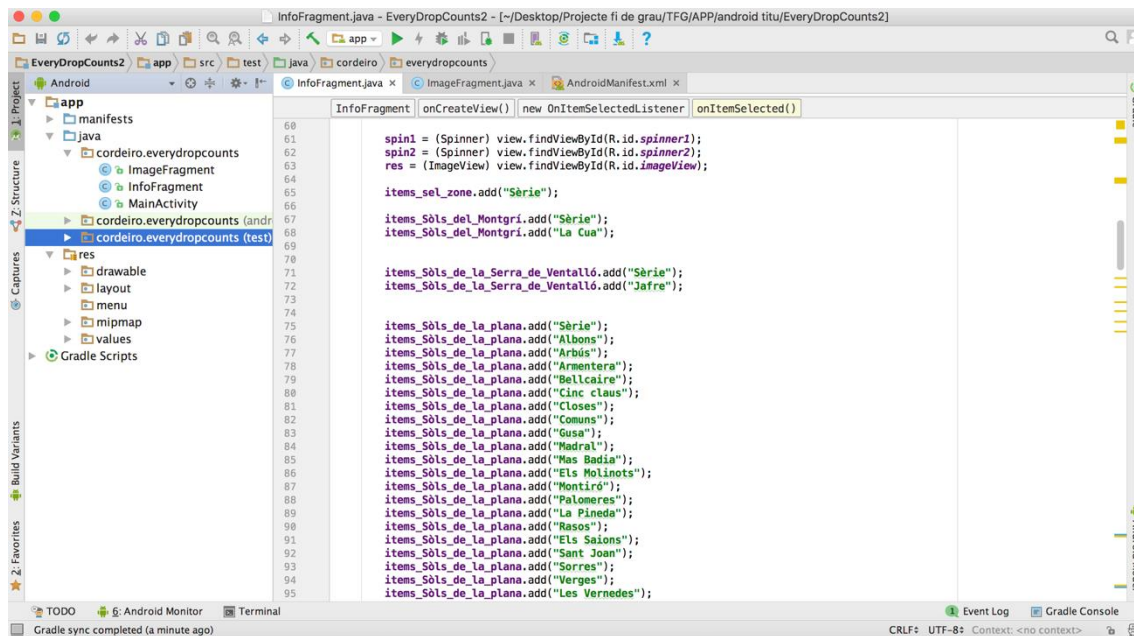 InfoFragment.java - EveryDropCounts2 - [~/Desktop/Projecte fi de grau/TFG/APP/android titu/EveryDropCounts2]
app
EveryDropCounts2 app src test java cordeiro everydropcounts
Android
InfoFragment.java × ImageFragment.java × AndroidManifest.xml ×
InfoFragment onCreateView() new OnItemSelectedListener onItemSelected()
1: Project
Z: Structure
Captures
Build Variants
2: Favorites
app
manifests
java
cordeiro.everydropcounts
ImageFragment
InfoFragment
MainActivity
cordeiro.everydropcounts (andr
cordeiro.everydropcounts (test)
res
drawable
layout
menu
mipmap
values
Gradle Scripts
60
61 spin1 = (Spinner) view.findViewById(R.id.spinner1);
62 spin2 = (Spinner) view.findViewById(R.id.spinner2);
63 res = (ImageView) view.findViewById(R.id.imageView);
64
65 items_sel_zone.add("Sèrie");
66
67 items_Sòls_del_Montgrí.add("Sèrie");
68 items_Sòls_del_Montgrí.add("La Cua");
69
70
71 items_Sòls_de_la_Serra_de_Ventalló.add("Sèrie");
72 items_Sòls_de_la_Serra_de_Ventalló.add("Jafre");
73
74
75 items_Sòls_de_la_plana.add("Sèrie");
76 items_Sòls_de_la_plana.add("Albons");
77 items_Sòls_de_la_plana.add("Arbús");
78 items_Sòls_de_la_plana.add("Armentera");
79 items_Sòls_de_la_plana.add("Bellcaire");
80 items_Sòls_de_la_plana.add("Cinc claus");
81 items_Sòls_de_la_plana.add("Closes");
82 items_Sòls_de_la_plana.add("Comuns");
83 items_Sòls_de_la_plana.add("Gusa");
84 items_Sòls_de_la_plana.add("Madral");
85 items_Sòls_de_la_plana.add("Mas Badia");
86 items_Sòls_de_la_plana.add("Els Molinots");
87 items_Sòls_de_la_plana.add("Montiró");
88 items_Sòls_de_la_plana.add("Palomeres");
89 items_Sòls_de_la_plana.add("La Pineda");
90 items_Sòls_de_la_plana.add("Rasos");
91 items_Sòls_de_la_plana.add("Els Saions");
92 items_Sòls_de_la_plana.add("Sant Joan");
93 items_Sòls_de_la_plana.add("Sorres");
94 items_Sòls_de_la_plana.add("Verges");
95 items_Sòls_de_la_plana.add("Les Vernedes");
TODO 6: Android Monitor Terminal 1 Event Log Gradle Console
Gradle sync completed (a minute ago) CRLF UTF-8 Context: <no context>